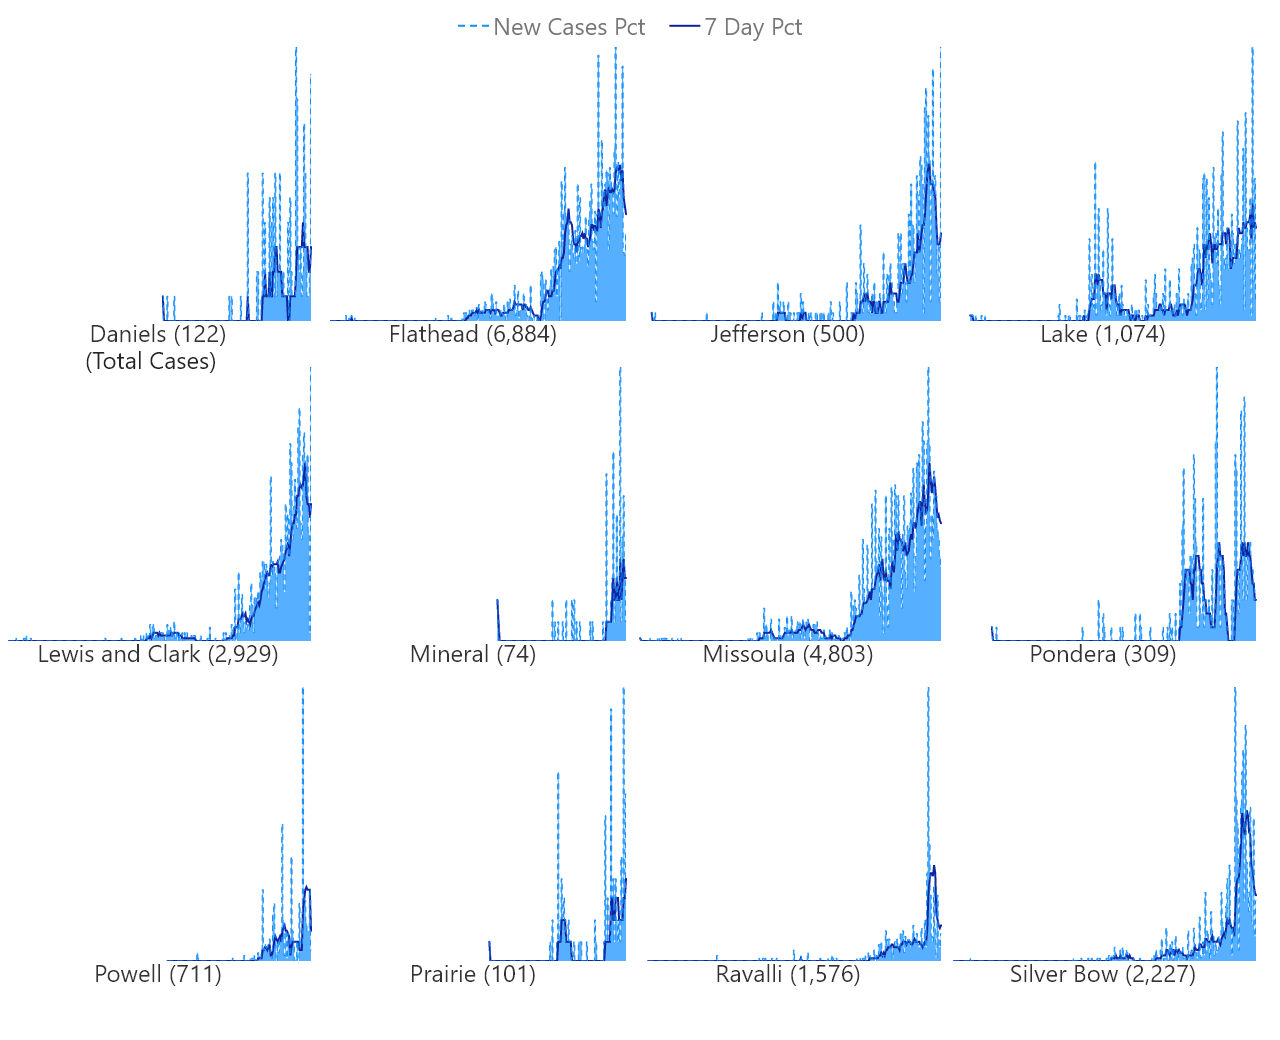 New Cases Pct 7 Day Pct
Daniels (122) Flathead (6,884) Jefferson (500) Lake (1,074)
(Total Cases)
Lewis and Clark (2,929) Mineral (74) Missoula (4,803) Pondera (309)
Powell (711) Prairie (101) Ravalli (1,576) Silver Bow (2,227)